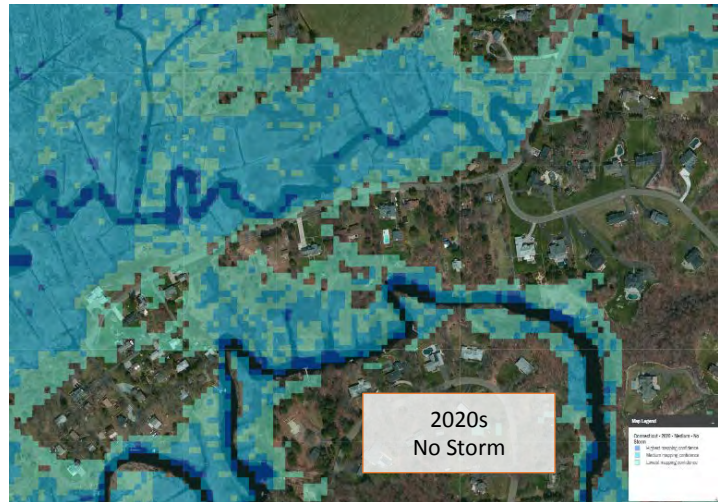 2020s
No Storm
Map Legend
Connecticut • 2020 • Medium • No
Storm
Highest mapping confidence
Medium mapping confidence
Lowest mapping confidence